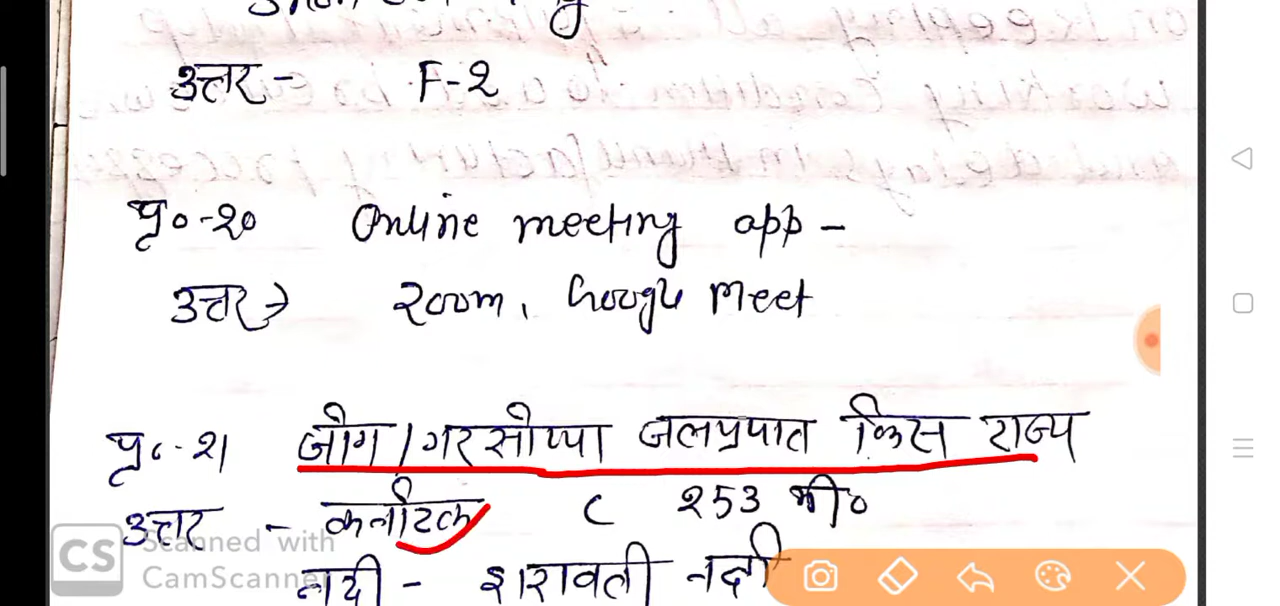 उत्तर- F-2
प्र०-20 Online meeting app -
उत्तर→ Zoom, Google Meet
प्र०-21 जोग/गरसोप्पा जलप्रपात किस राज्य
उत्तर - कर्नाटक ( 253 मी०
नदी - शरावती नदी
CS Scanned with
CamScanner